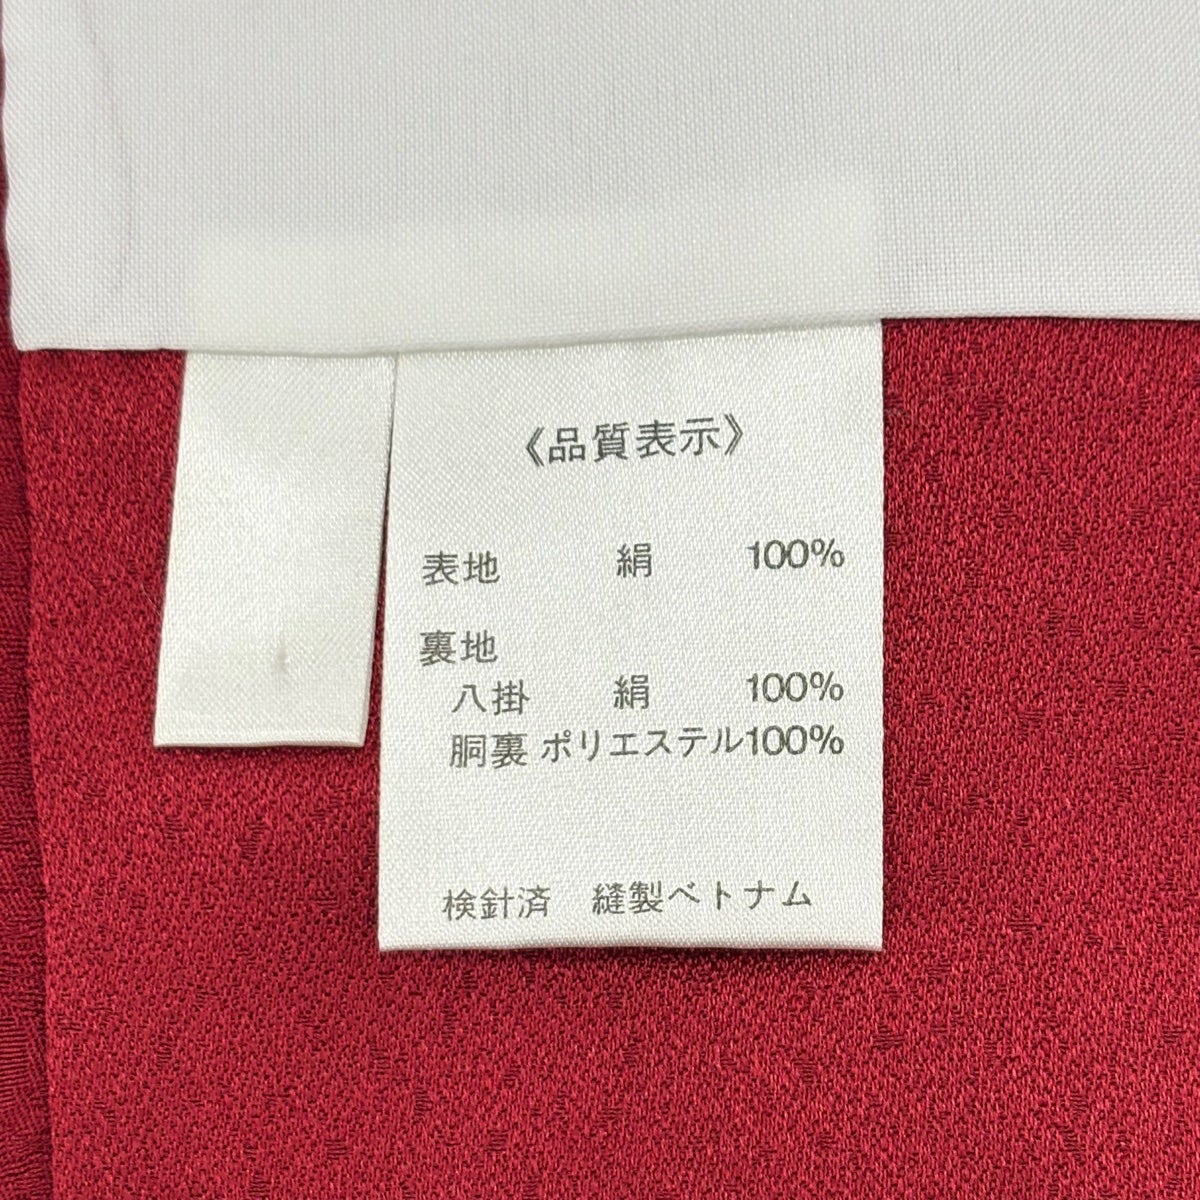 《品質表示》
表地 絹 100%
裏地
八掛 絹 100%
胴裏 ポリエステル100%
検針済 縫製ベトナム